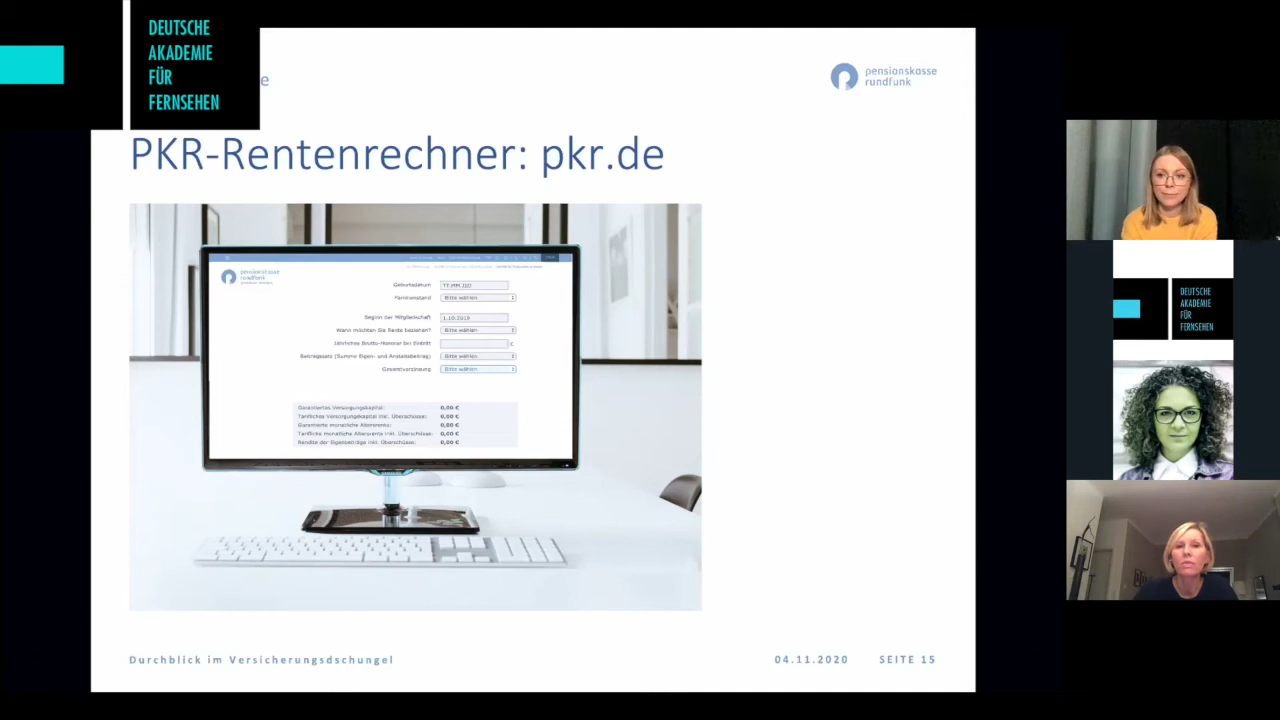 DEUTSCHE
AKADEMIE
FÜR
FERNSEHEN
e
pensionskasse
rundfunk
PKR-Rentenrechner: pkr.de
pensionskasse
rundfunk
Geburtsdatum
TT.MM.JJJJ
Familienstand
Bitte wählen
Beginn der Mitgliedschaft
1.10.2019
Wann möchten Sie Rente beziehen?
Bitte wählen
Jährliches Brutto-Honorar bei Eintritt
€
Beitragssatz (Summe Eigen- und Anstaltsbeitrag)
Bitte wählen
Gesamtverzinsung
Bitte wählen
Garantiertes Versorgungskapital: 0,00 €
Tarifliches Versorgungskapital inkl. Überschüsse: 0,00 €
Garantierte monatliche Altersrente: 0,00 €
Tarifliche monatliche Altersrente inkl. Überschüsse: 0,00 €
Rendite der Eigenbeiträge inkl. Überschüsse: 0,00 €
SAMSUNG
Durchblick im Versicherungsdschungel
04.11.2020 SEITE 15
DEUTSCHE
AKADEMIE
FÜR
FERNSEHEN